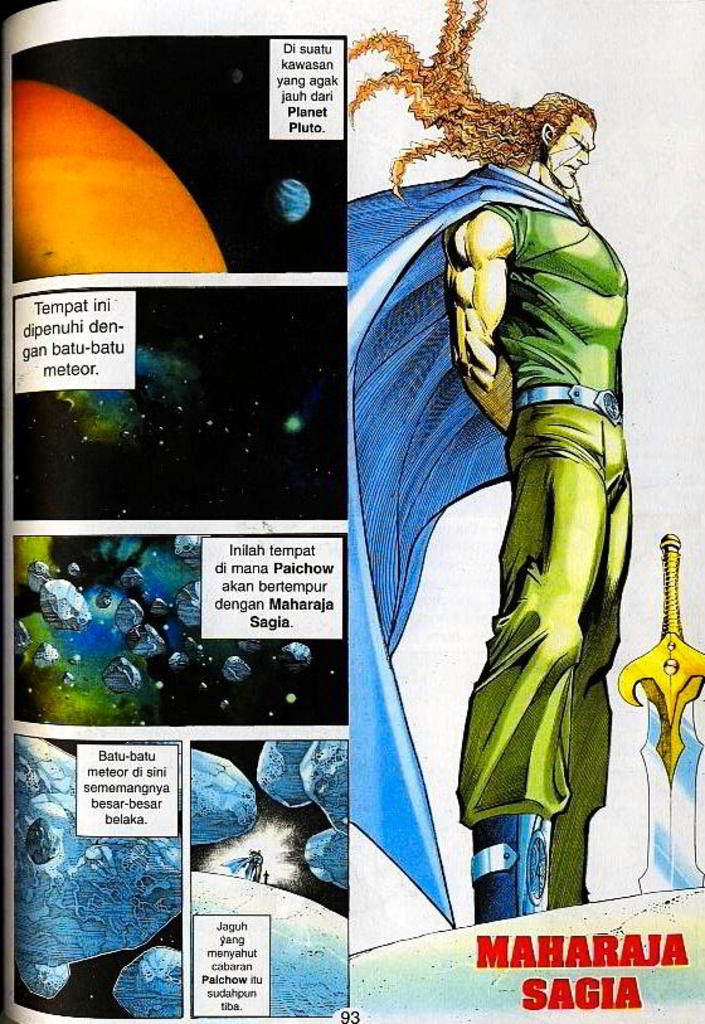 Di suatu
kawasan
yang agak
jauh dari
Planet
Pluto.
Tempat ini
dipenuhi den-
gan batu-batu
meteor.
Inilah tempat
di mana Paichow
akan bertempur
dengan Maharaja
Sagia.
Batu-batu
meteor di sini
sememangnya
besar-besar
belaka.
Jaguh
yang
menyahut
cabaran
Paichow itu
sudahpun
tiba.
MAHARAJA
SAGIA
93